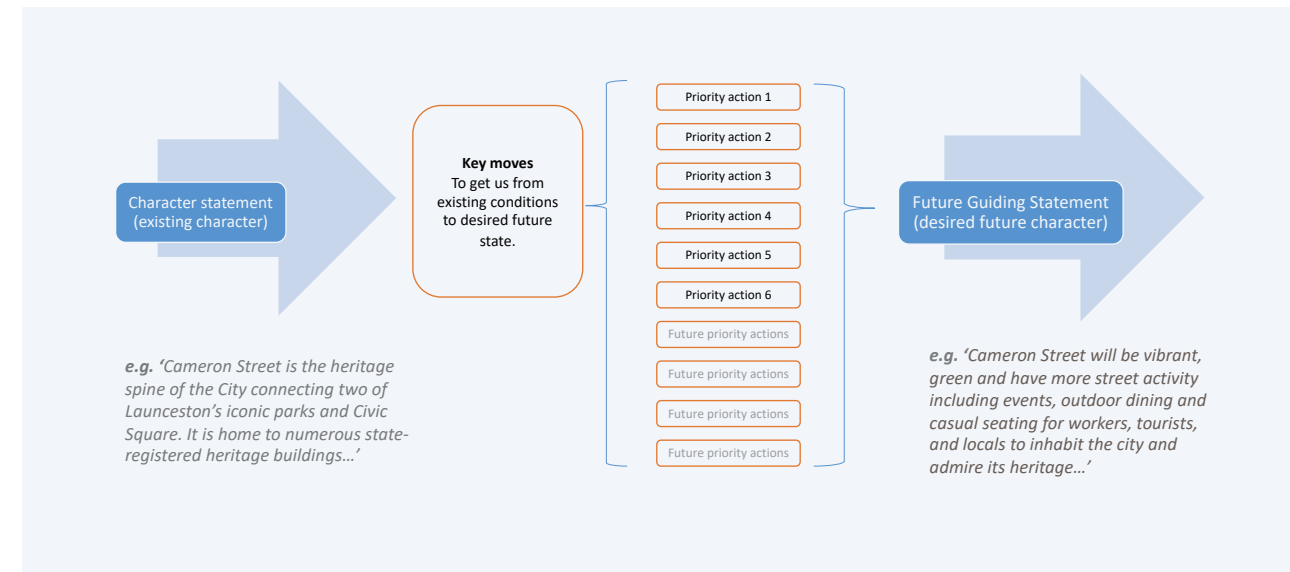 Character statement
(existing character)
e.g. ‘Cameron Street is the heritage
spine of the City connecting two of
Launceston’s iconic parks and Civic
Square. It is home to numerous state-
registered heritage buildings…’
Key moves
To get us from
existing conditions
to desired future
state.
Priority action 1
Priority action 2
Priority action 3
Priority action 4
Priority action 5
Priority action 6
Future priority actions
Future priority actions
Future priority actions
Future priority actions
Future Guiding Statement
(desired future character)
e.g. ‘Cameron Street will be vibrant,
green and have more street activity
including events, outdoor dining and
casual seating for workers, tourists,
and locals to inhabit the city and
admire its heritage…’